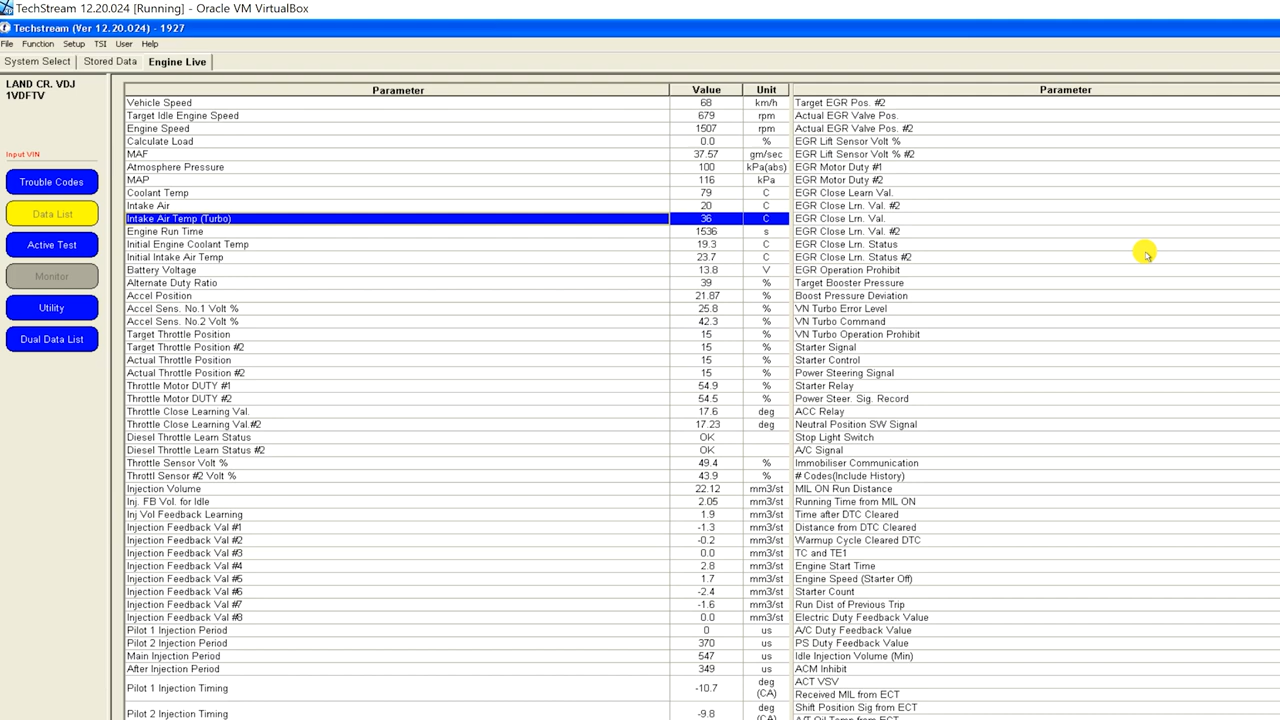 TechStream 12.20.024 [Running] - Oracle VM VirtualBox
Techstream (Ver 12.20.024) - 1927
File Function Setup TSI User Help
System Select Stored Data Engine Live
LAND CR. VDJ
1VDFTV
Input VIN
Trouble Codes
Data List
Active Test
Monitor
Utility
Dual Data List
Parameter Value Unit Parameter
Vehicle Speed 68 km/h Target EGR Pos. #2
Target Idle Engine Speed 679 rpm Actual EGR Valve Pos.
Engine Speed 1507 rpm Actual EGR Valve Pos. #2
Calculate Load 0.0 % EGR Lift Sensor Volt %
MAF 37.57 gm/sec EGR Lift Sensor Volt % #2
Atmosphere Pressure 100 kPa(abs) EGR Motor Duty #1
MAP 116 kPa EGR Motor Duty #2
Coolant Temp 79 C EGR Close Learn Val.
Intake Air 20 C EGR Close Lrn. Val. #2
Intake Air Temp (Turbo) 36 C EGR Close Lrn. Val.
Engine Run Time 1536 s EGR Close Lrn. Val. #2
Initial Engine Coolant Temp 19.3 C EGR Close Lrn. Status
Initial Intake Air Temp 23.7 C EGR Close Lrn. Status #2
Battery Voltage 13.8 V EGR Operation Prohibit
Alternate Duty Ratio 39 % Target Booster Pressure
Accel Position 21.87 % Boost Pressure Deviation
Accel Sens. No.1 Volt % 25.8 % VN Turbo Error Level
Accel Sens. No.2 Volt % 42.3 % VN Turbo Command
Target Throttle Position 15 % VN Turbo Operation Prohibit
Target Throttle Position #2 15 % Starter Signal
Actual Throttle Position 15 % Starter Control
Actual Throttle Position #2 15 % Power Steering Signal
Throttle Motor DUTY #1 54.9 % Starter Relay
Throttle Motor DUTY #2 54.5 % Power Steer. Sig. Record
Throttle Close Learning Val. 17.6 deg ACC Relay
Throttle Close Learning Val.#2 17.23 deg Neutral Position SW Signal
Diesel Throttle Learn Status OK Stop Light Switch
Diesel Throttle Learn Status #2 OK A/C Signal
Throttle Sensor Volt % 49.4 % Immobiliser Communication
Throttl Sensor #2 Volt % 43.9 % # Codes(Include History)
Injection Volume 22.12 mm3/st MIL ON Run Distance
Inj. FB Vol. for Idle 2.05 mm3/st Running Time from MIL ON
Inj Vol Feedback Learning 1.9 mm3/st Time after DTC Cleared
Injection Feedback Val #1 -1.3 mm3/st Distance from DTC Cleared
Injection Feedback Val #2 -0.2 mm3/st Warmup Cycle Cleared DTC
Injection Feedback Val #3 0.0 mm3/st TC and TE1
Injection Feedback Val #4 2.8 mm3/st Engine Start Time
Injection Feedback Val #5 1.7 mm3/st Engine Speed (Starter Off)
Injection Feedback Val #6 -2.4 mm3/st Starter Count
Injection Feedback Val #7 -1.6 mm3/st Run Dist of Previous Trip
Injection Feedback Val #8 0.0 mm3/st Electric Duty Feedback Value
Pilot 1 Injection Period 0 us A/C Duty Feedback Value
Pilot 2 Injection Period 370 us PS Duty Feedback Value
Main Injection Period 547 us Idle Injection Volume (Min)
After Injection Period 349 us ACM Inhibit
Pilot 1 Injection Timing -10.7 deg (CA) ACT VSV
Received MIL from ECT
Pilot 2 Injection Timing -9.8 deg Shift Position Sig from ECT